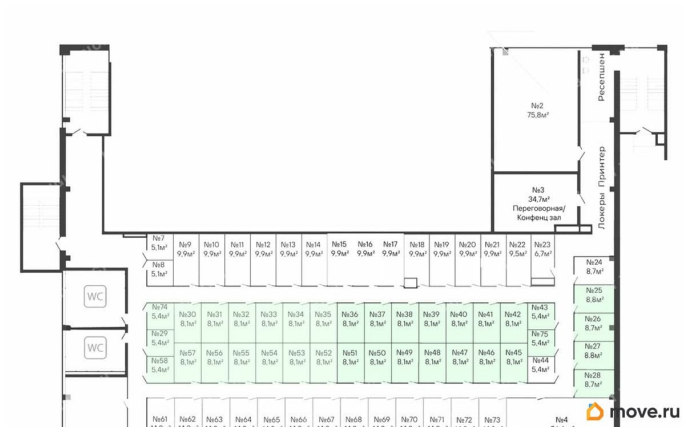 Ресепшен
№2
75,8м²
Принтер
Локеры
№3
34,7м²
Переговорная/
Конфенц зал
№7
5,1м²
№8
5,1м²
№9 №10 №11 №12 №13 №14 №15 №16 №17 №18 №19 №20 №21 №22 №23
9,9м² 9,9м² 9,9м² 9,9м² 9,9м² 9,9м² 9,9м² 9,9м² 9,9м² 9,9м² 9,9м² 9,9м² 9,9м² 9,5м² 6,7м²
№24
8,7м²
WC
№25
8,8м²
№74 №30 №31 №32 №33 №34 №35 №36 №37 №38 №39 №40 №41 №42 №43
5,4м² 8,1м² 8,1м² 8,1м² 8,1м² 8,1м² 8,1м² 8,1м² 8,1м² 8,1м² 8,1м² 8,1м² 8,1м² 8,1м² 5,4м²
№26
8,7м²
№29 №75
5,4м² 5,4м²
WC
№27
8,8м²
№58 №57 №56 №55 №54 №53 №52 №51 №50 №49 №48 №47 №46 №45 №44
5,4м² 8,1м² 8,1м² 8,1м² 8,1м² 8,1м² 8,1м² 8,1м² 8,1м² 8,1м² 8,1м² 8,1м² 8,1м² 8,1м² 5,4м²
№28
8,7м²
№61 №62 №63 №64 №65 №66 №67 №68 №69 №70 №71 №72 №73 №4
move.ru